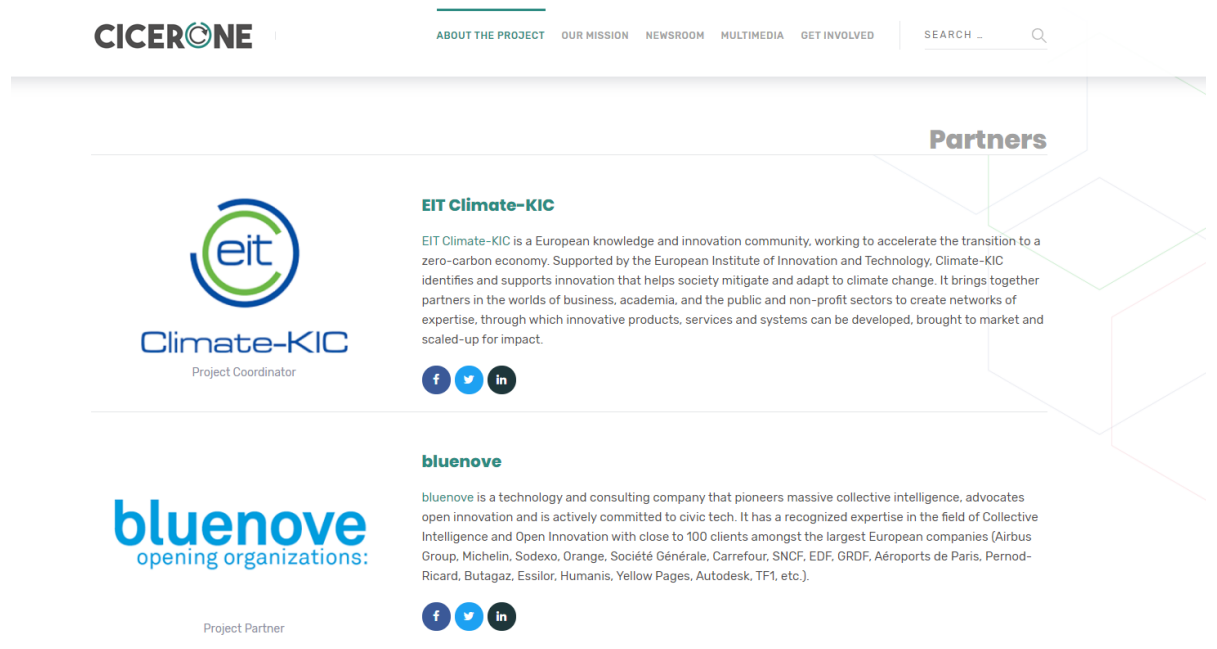 CICERONE
ABOUT THE PROJECT OUR MISSION NEWSROOM MULTIMEDIA GET INVOLVED SEARCH …
Partners
eit
Climate-KIC
Project Coordinator
EIT Climate-KIC
EIT Climate-KIC is a European knowledge and innovation community, working to accelerate the transition to a
zero-carbon economy. Supported by the European Institute of Innovation and Technology, Climate-KIC
identifies and supports innovation that helps society mitigate and adapt to climate change. It brings together
partners in the worlds of business, academia, and the public and non-profit sectors to create networks of
expertise, through which innovative products, services and systems can be developed, brought to market and
scaled-up for impact.
f in
bluenove
opening organizations:
Project Partner
bluenove
bluenove is a technology and consulting company that pioneers massive collective intelligence, advocates
open innovation and is actively committed to civic tech. It has a recognized expertise in the field of Collective
Intelligence and Open Innovation with close to 100 clients amongst the largest European companies (Airbus
Group, Michelin, Sodexo, Orange, Société Générale, Carrefour, SNCF, EDF, GRDF, Aéroports de Paris, Pernod-
Ricard, Butagaz, Essilor, Humanis, Yellow Pages, Autodesk, TF1, etc.).
f in